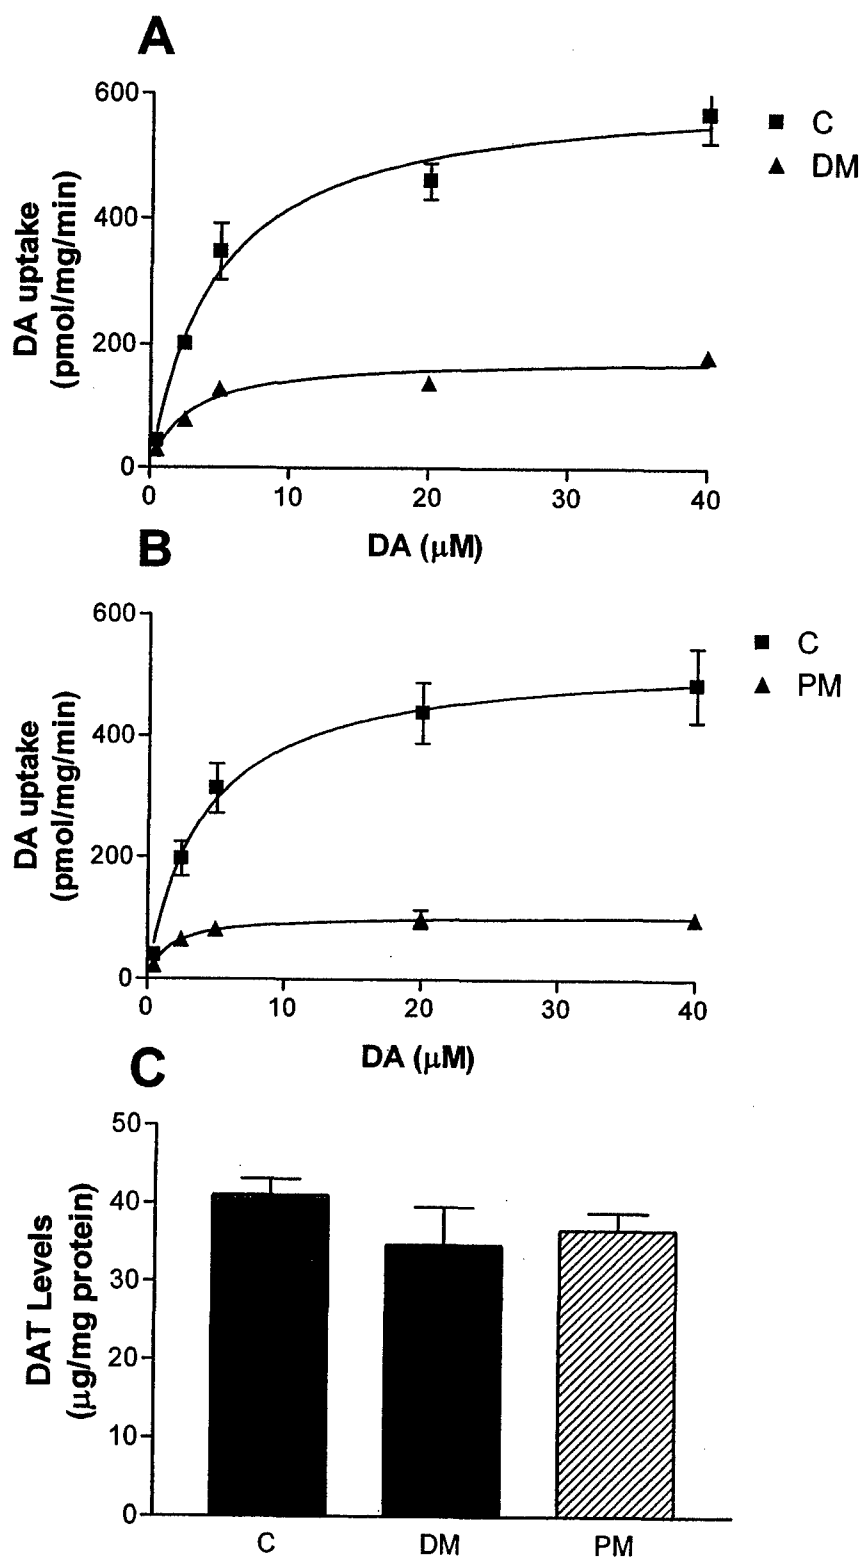 A
600
400
200
0
DA uptake
(pmol/mg/min)
0 10 20 30 40
DA (μM)
C
DM
B
600
400
200
0
DA uptake
(pmol/mg/min)
0 10 20 30 40
DA (μM)
C
PM
C
50
40
30
20
10
0
DAT Levels
(μg/mg protein)
C DM PM